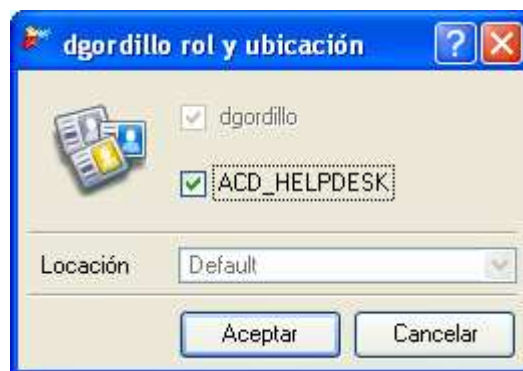 dgordillo rol y ubicación
dgordillo
ACD_HELPDESK
Locación Default
Aceptar Cancelar